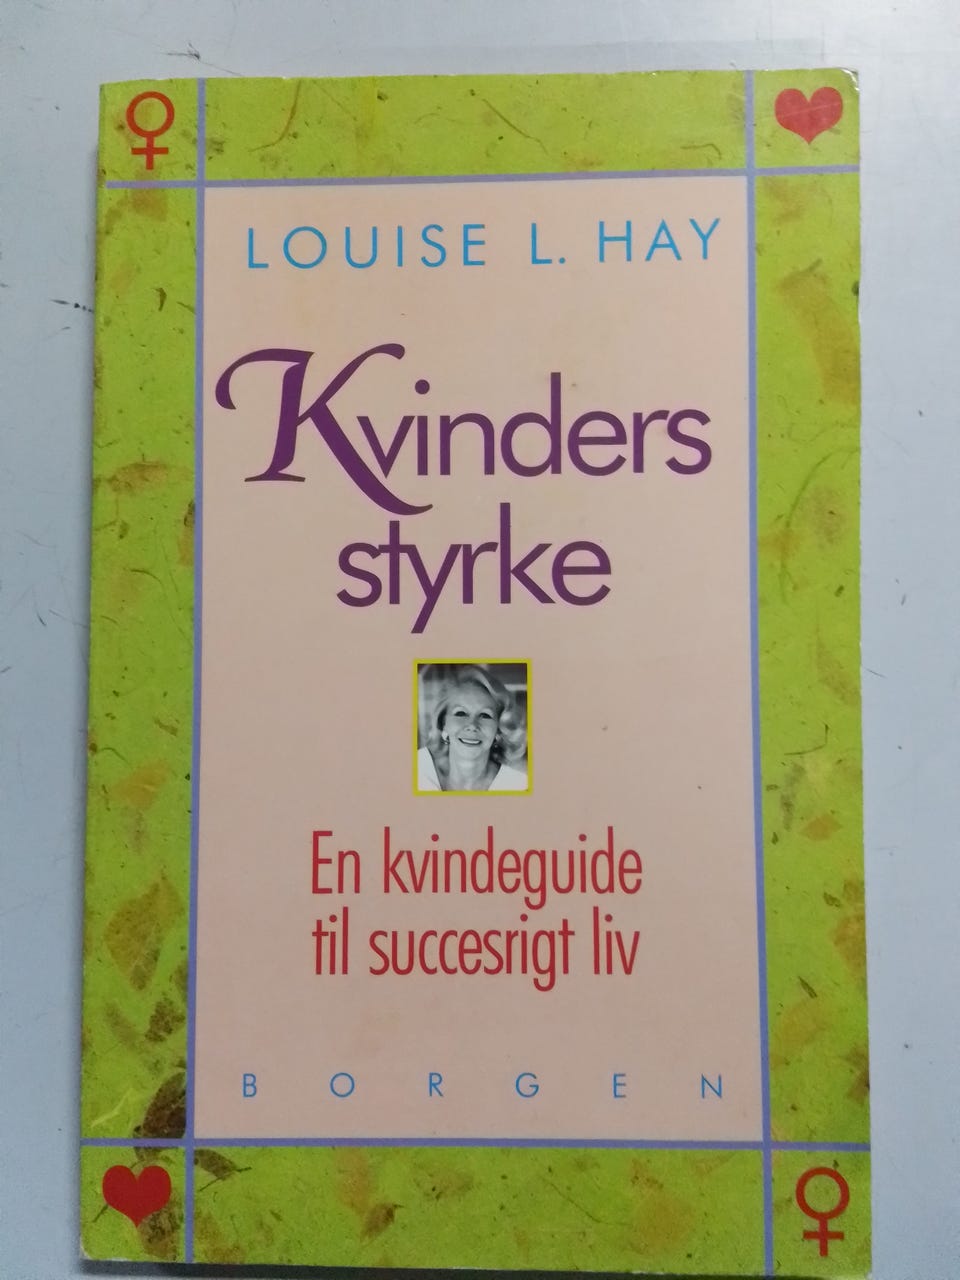 LOUISE L. HAY
Kvinders
styrke
En kvindeguide
til succesrigt liv
BORGEN